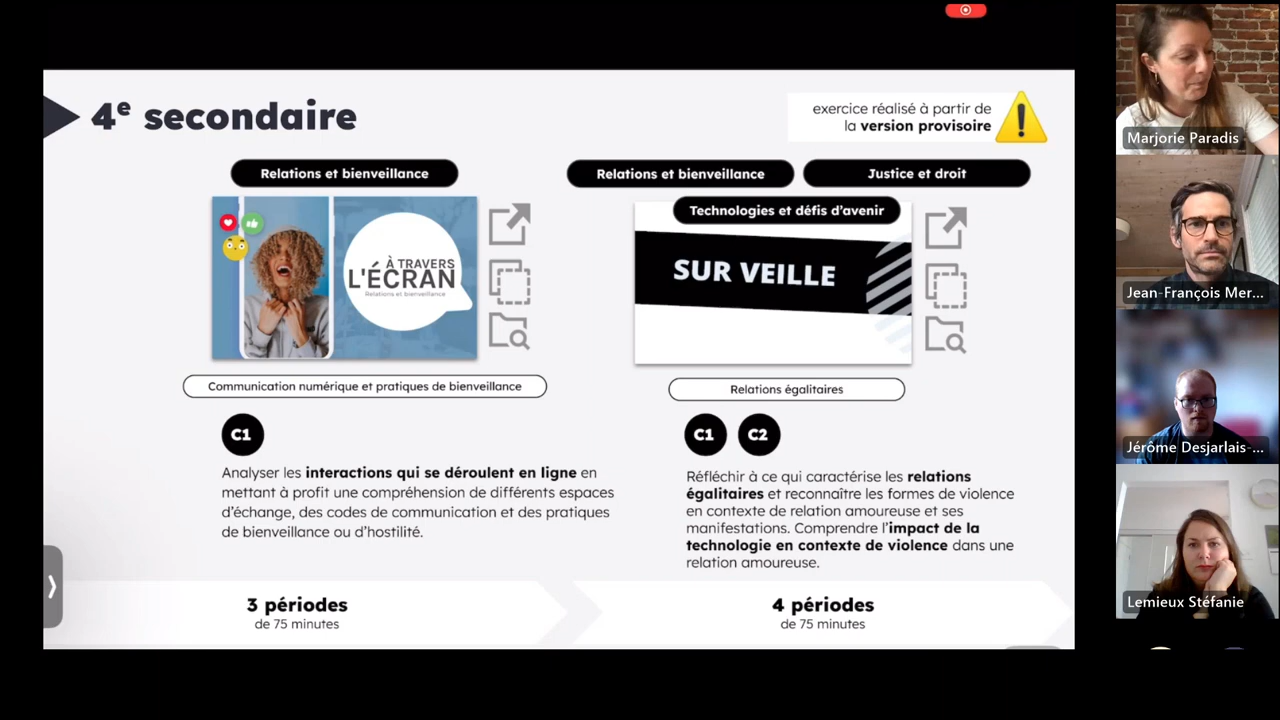 4e secondaire
exercice réalisé à partir de
la version provisoire
Relations et bienveillance
À TRAVERS
L'ÉCRAN
Relations et bienveillance
Communication numérique et pratiques de bienveillance
C1
Analyser les interactions qui se déroulent en ligne en
mettant à profit une compréhension de différents espaces
d'échange, des codes de communication et des pratiques
de bienveillance ou d'hostilité.
3 périodes
de 75 minutes
Relations et bienveillance
Justice et droit
Technologies et défis d'avenir
SUR VEILLE
Relations égalitaires
C1
C2
Réfléchir à ce qui caractérise les relations
égalitaires et reconnaître les formes de violence
en contexte de relation amoureuse et ses
manifestations. Comprendre l'impact de la
technologie en contexte de violence dans une
relation amoureuse.
4 périodes
de 75 minutes
Marjorie Paradis
Jean-François Mer...
Jérôme Desjarlais-...
Lemieux Stéfanie